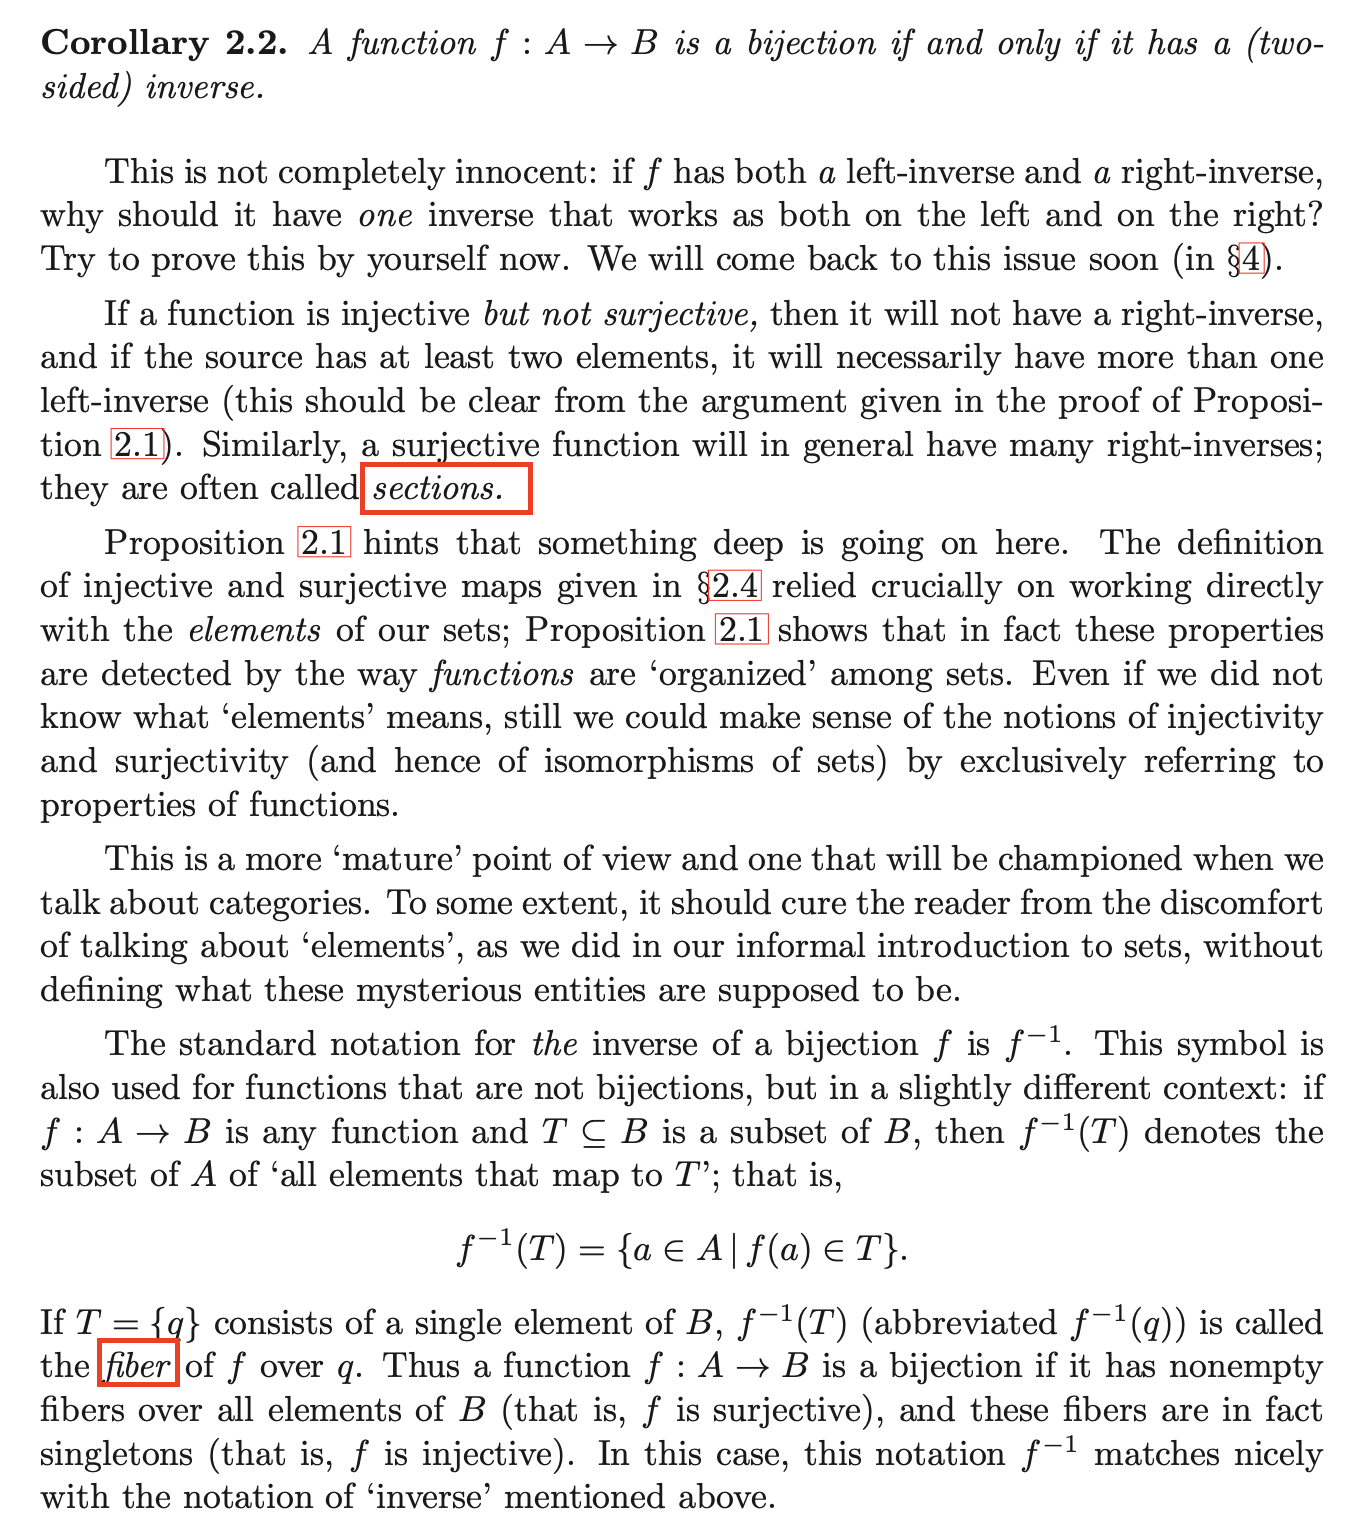 Corollary 2.2. A function f : A → B is a bijection if and only if it has a (two-
sided) inverse.
This is not completely innocent: if f has both a left-inverse and a right-inverse,
why should it have one inverse that works as both on the left and on the right?
Try to prove this by yourself now. We will come back to this issue soon (in §4).
If a function is injective but not surjective, then it will not have a right-inverse,
and if the source has at least two elements, it will necessarily have more than one
left-inverse (this should be clear from the argument given in the proof of Proposi-
tion 2.1). Similarly, a surjective function will in general have many right-inverses;
they are often called sections.
Proposition 2.1 hints that something deep is going on here. The definition
of injective and surjective maps given in §2.4 relied crucially on working directly
with the elements of our sets; Proposition 2.1 shows that in fact these properties
are detected by the way functions are ‘organized’ among sets. Even if we did not
know what ‘elements’ means, still we could make sense of the notions of injectivity
and surjectivity (and hence of isomorphisms of sets) by exclusively referring to
properties of functions.
This is a more ‘mature’ point of view and one that will be championed when we
talk about categories. To some extent, it should cure the reader from the discomfort
of talking about ‘elements’, as we did in our informal introduction to sets, without
defining what these mysterious entities are supposed to be.
The standard notation for the inverse of a bijection f is f⁻¹. This symbol is
also used for functions that are not bijections, but in a slightly different context: if
f : A → B is any function and T ⊆ B is a subset of B, then f⁻¹(T) denotes the
subset of A of ‘all elements that map to T’; that is,
f⁻¹(T) = {a ∈ A | f(a) ∈ T}.
If T = {q} consists of a single element of B, f⁻¹(T) (abbreviated f⁻¹(q)) is called
the fiber of f over q. Thus a function f : A → B is a bijection if it has nonempty
fibers over all elements of B (that is, f is surjective), and these fibers are in fact
singletons (that is, f is injective). In this case, this notation f⁻¹ matches nicely
with the notation of ‘inverse’ mentioned above.